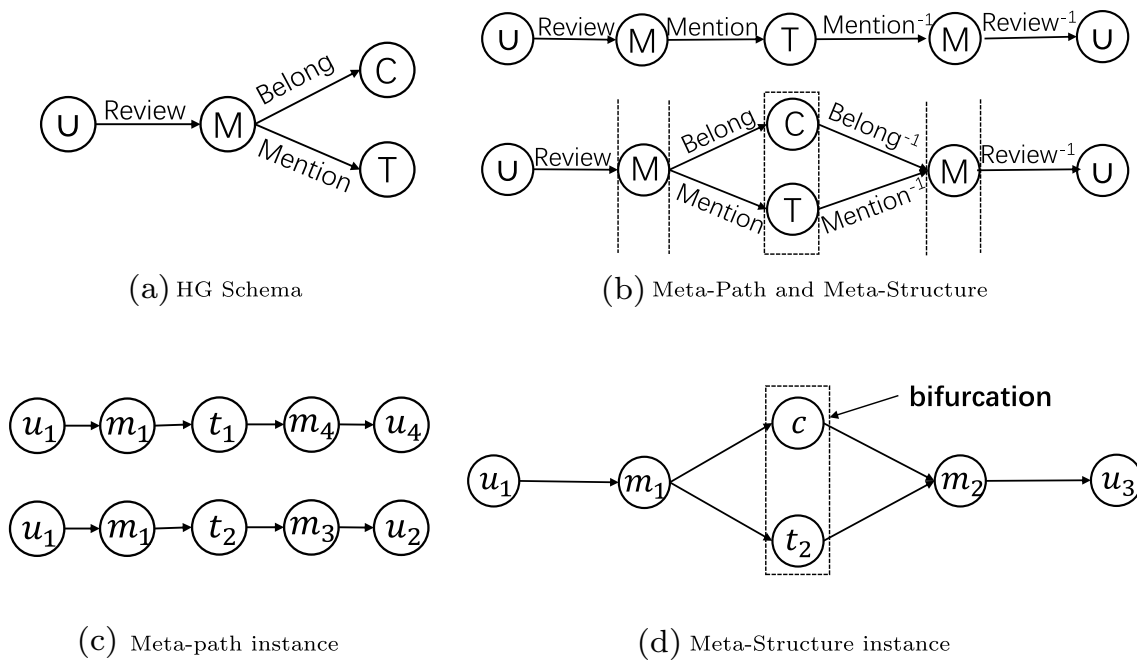 U Review M Belong C
Mention T
(a) HG Schema
U Review M Mention T Mention⁻¹ M Review⁻¹ U
U Review M Belong C Belong⁻¹ M Review⁻¹ U
Mention T Mention⁻¹
(b) Meta-Path and Meta-Structure
u₁ m₁ t₁ m₄ u₄
u₁ m₁ t₂ m₃ u₂
(c) Meta-path instance
bifurcation
c
u₁ m₁ m₂ u₃
t₂
(d) Meta-Structure instance